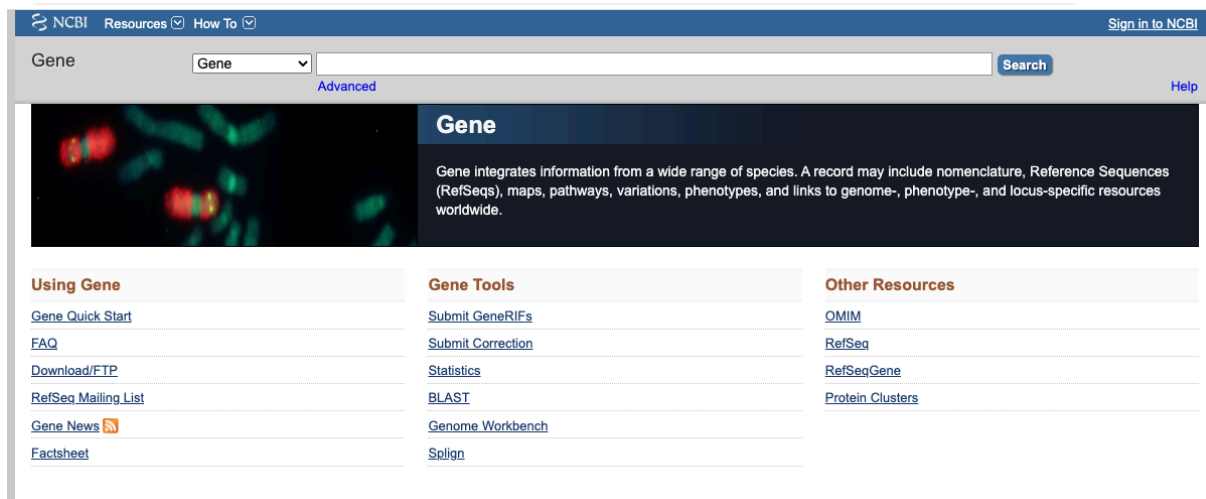 NCBI Resources How To Sign in to NCBI
Gene Gene Search
Advanced Help
Gene
Gene integrates information from a wide range of species. A record may include nomenclature, Reference Sequences
(RefSeqs), maps, pathways, variations, phenotypes, and links to genome-, phenotype-, and locus-specific resources
worldwide.
Using Gene
Gene Quick Start
FAQ
Download/FTP
RefSeq Mailing List
Gene News
Factsheet
Gene Tools
Submit GeneRIFs
Submit Correction
Statistics
BLAST
Genome Workbench
Splign
Other Resources
OMIM
RefSeq
RefSeqGene
Protein Clusters